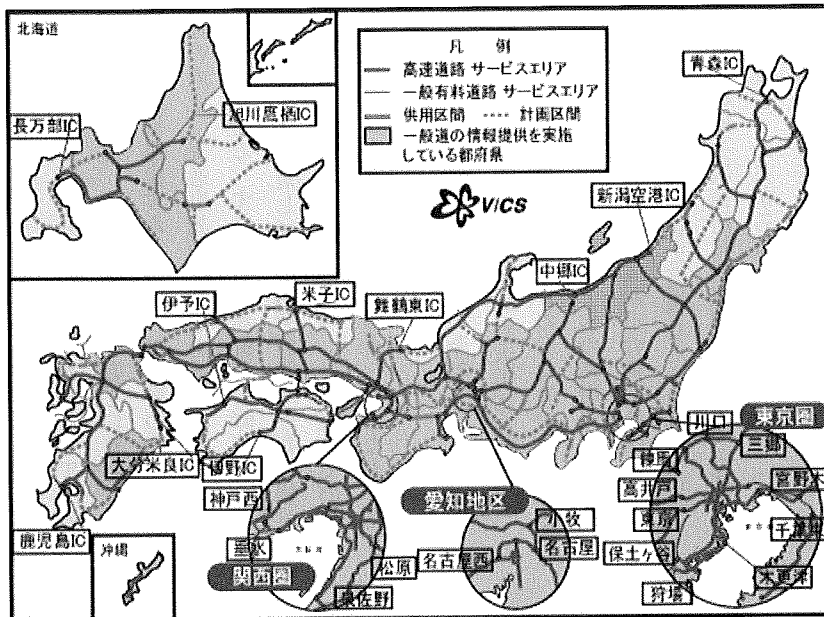 北海道
長万部IC
旭川鷹栖IC
凡 例
高速道路 サービスエリア
一般有料道路 サービスエリア
供用区間 計画区間
一般道の情報提供を実施
している都府県
VICS
青森IC
新潟空港IC
中郷IC
舞鶴東IC
米子IC
伊予IC
大分米良IC
伊野IC
鹿児島IC
沖縄
神戸西
垂水
関西圏
松原
泉佐野
愛知地区
小牧
名古屋
名古屋西
東京圏
川口
三郷
練馬
高井戸
東京
保土ヶ谷
狩場
宮野木
木更津